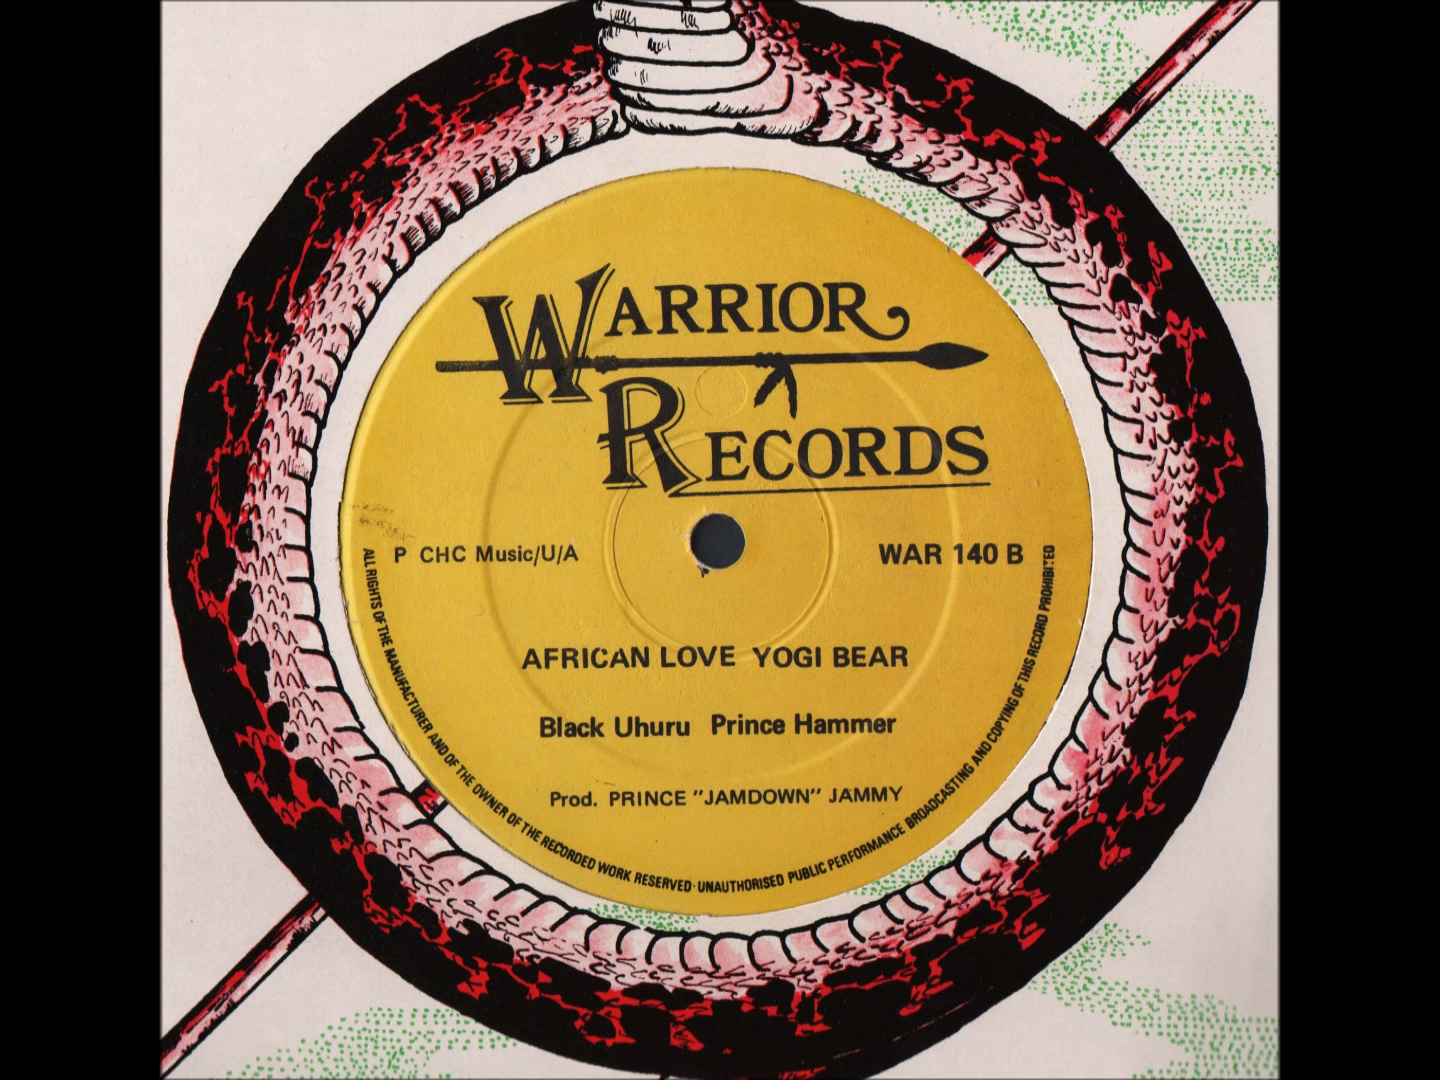 WARRIOR
RECORDS
P CHC Music/U/A
WAR 140 B
AFRICAN LOVE YOGI BEAR
Black Uhuru Prince Hammer
Prod. PRINCE "JAMDOWN" JAMMY
ALL RIGHTS OF THE MANUFACTURER AND OF THE OWNER OF THE RECORDED WORK RESERVED · UNAUTHORISED PUBLIC PERFORMANCE BROADCASTING AND COPYING OF THIS RECORD PROHIBITED